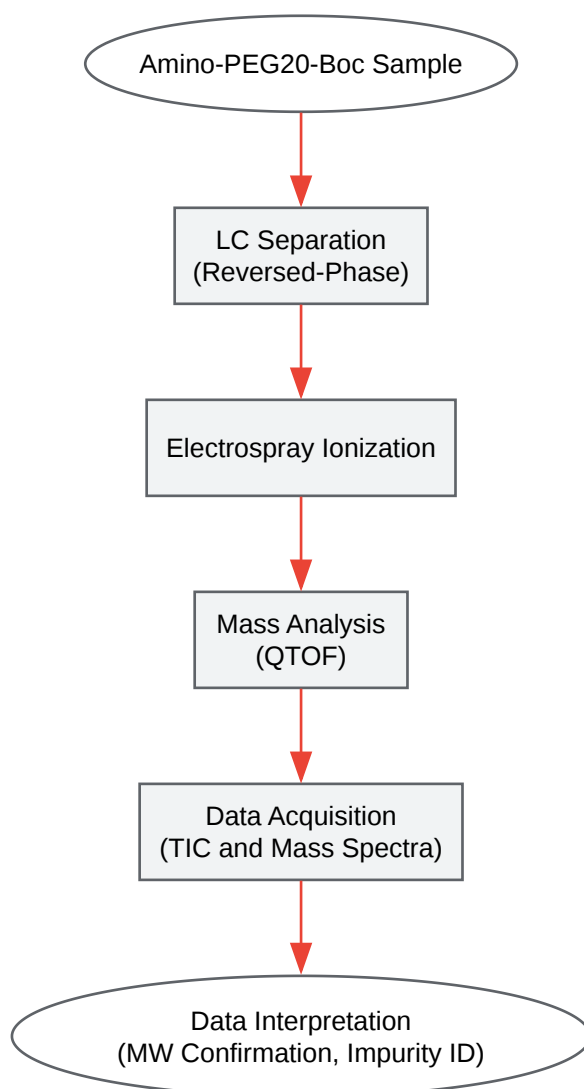 Amino-PEG20-Boc Sample
LC Separation
(Reversed-Phase)
Electrospray Ionization
Mass Analysis
(QTOF)
Data Acquisition
(TIC and Mass Spectra)
Data Interpretation
(MW Confirmation, Impurity ID)